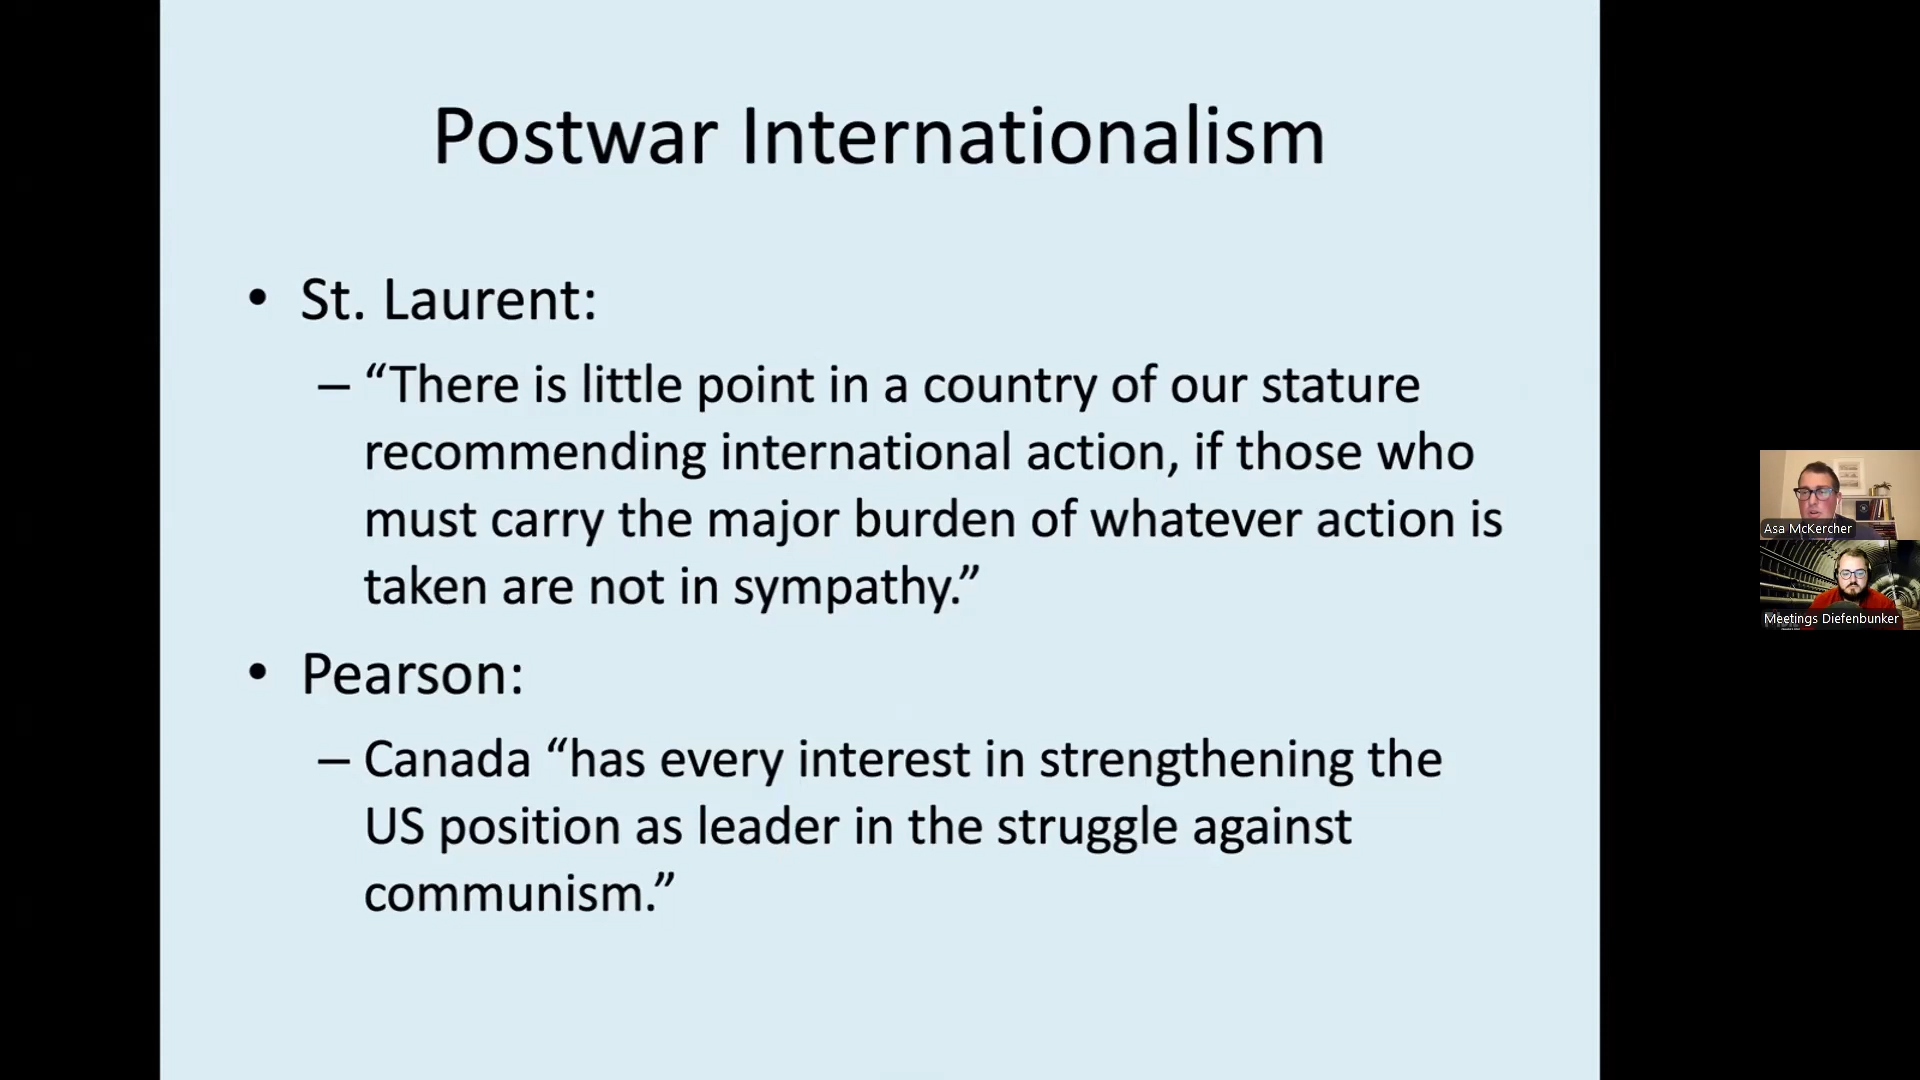 Postwar Internationalism
• St. Laurent:
– “There is little point in a country of our stature
recommending international action, if those who
must carry the major burden of whatever action is
taken are not in sympathy.”
• Pearson:
– Canada “has every interest in strengthening the
US position as leader in the struggle against
communism.”
Asa McKercher
Meetings Diefenbunker